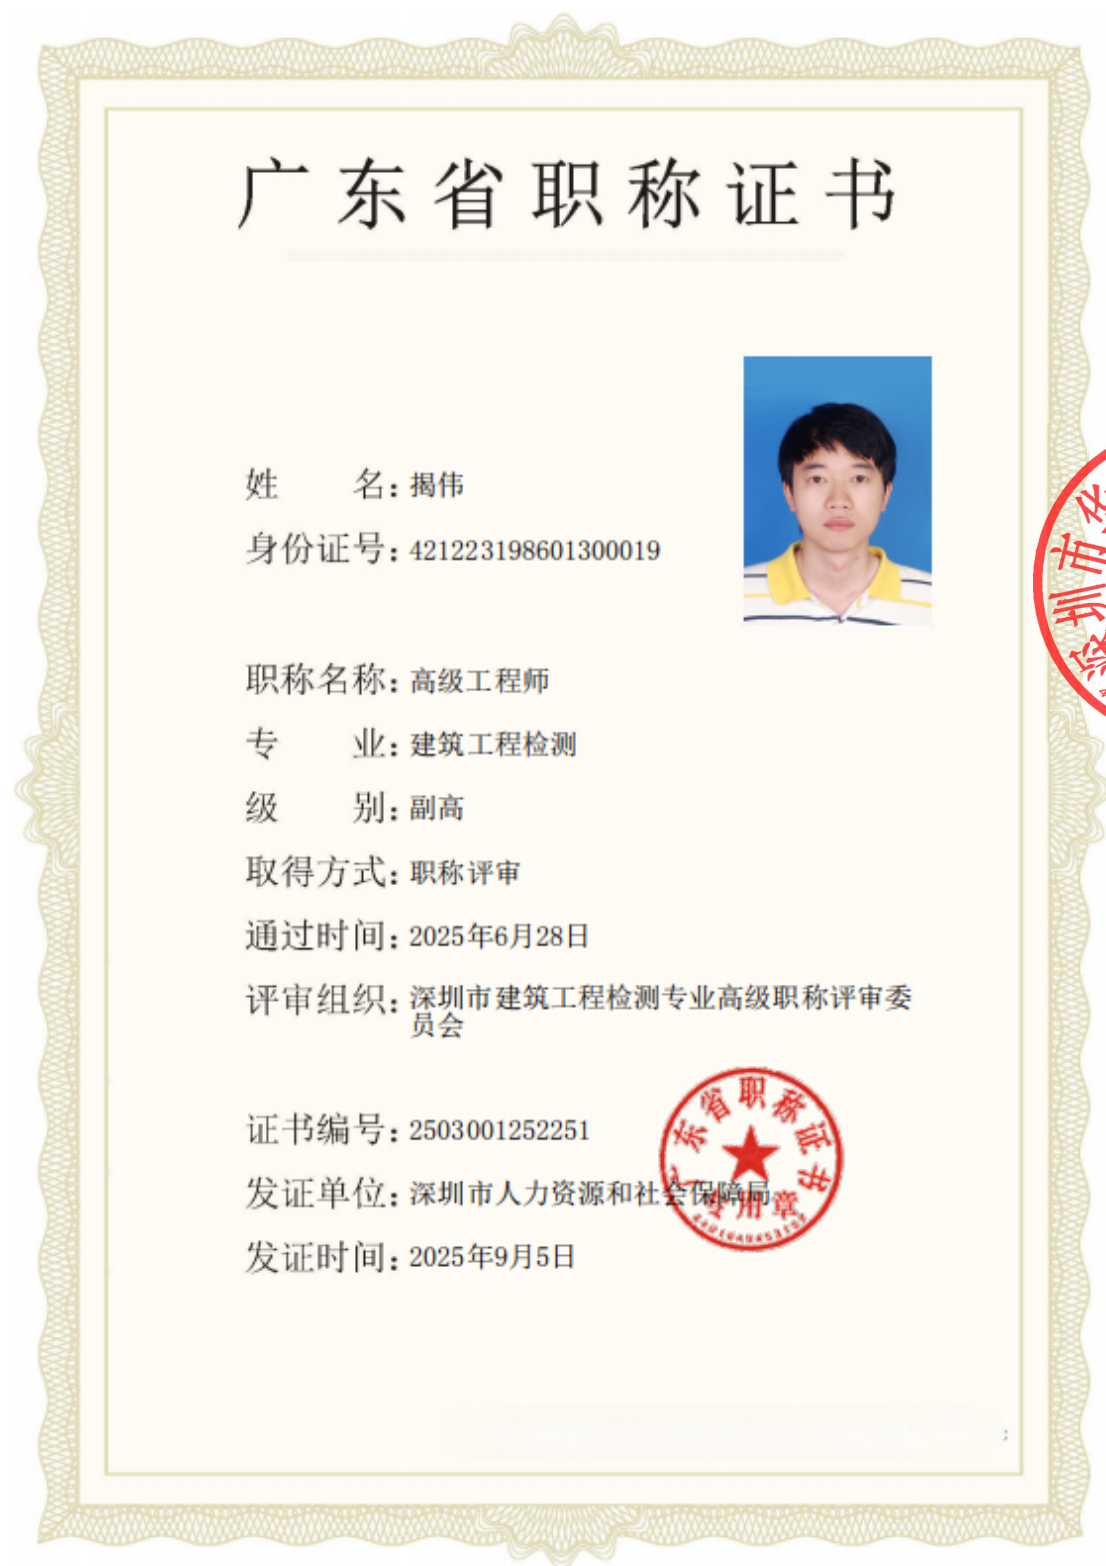 广东省职称证书
姓名：揭伟
身份证号：421223198601300019
职称名称：高级工程师
专业：建筑工程检测
级别：副高
取得方式：职称评审
通过时间：2025年6月28日
评审组织：深圳市建筑工程检测专业高级职称评审委
员会
证书编号：2503001252251
发证单位：深圳市人力资源和社会保障局
发证时间：2025年9月5日
广东省职称证书
专用章
深圳市华